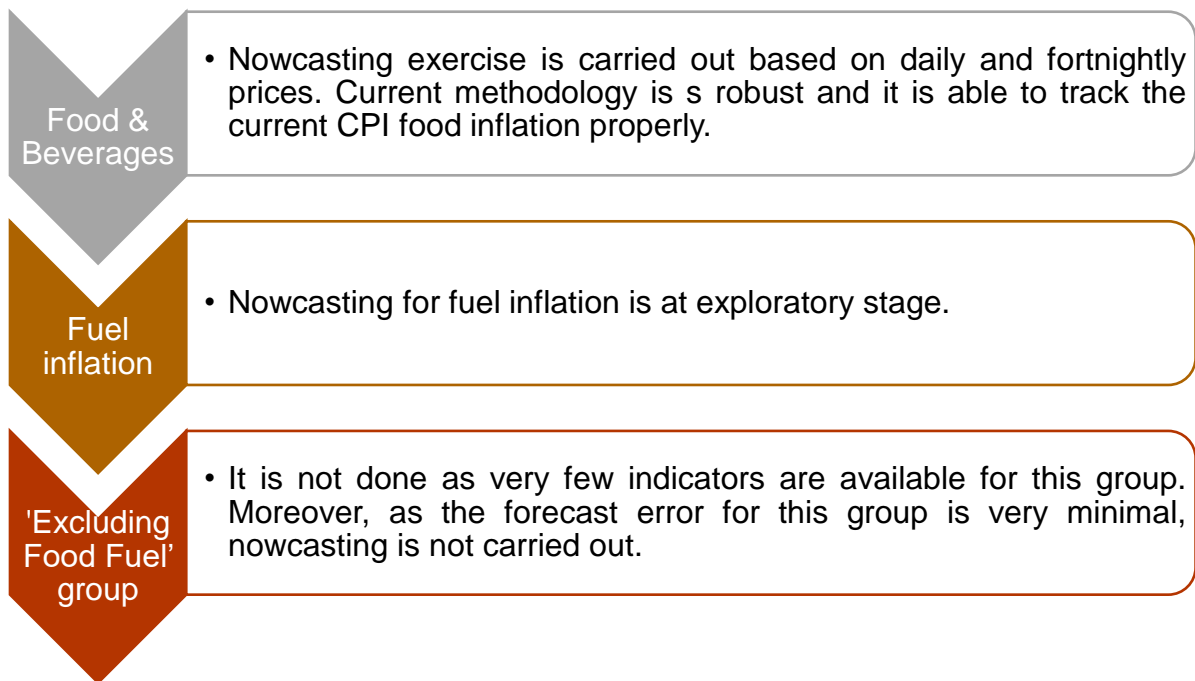 Food &
Beverages
• Nowcasting exercise is carried out based on daily and fortnightly
prices. Current methodology is s robust and it is able to track the
current CPI food inflation properly.
Fuel
inflation
• Nowcasting for fuel inflation is at exploratory stage.
'Excluding
Food Fuel’
group
• It is not done as very few indicators are available for this group.
Moreover, as the forecast error for this group is very minimal,
nowcasting is not carried out.